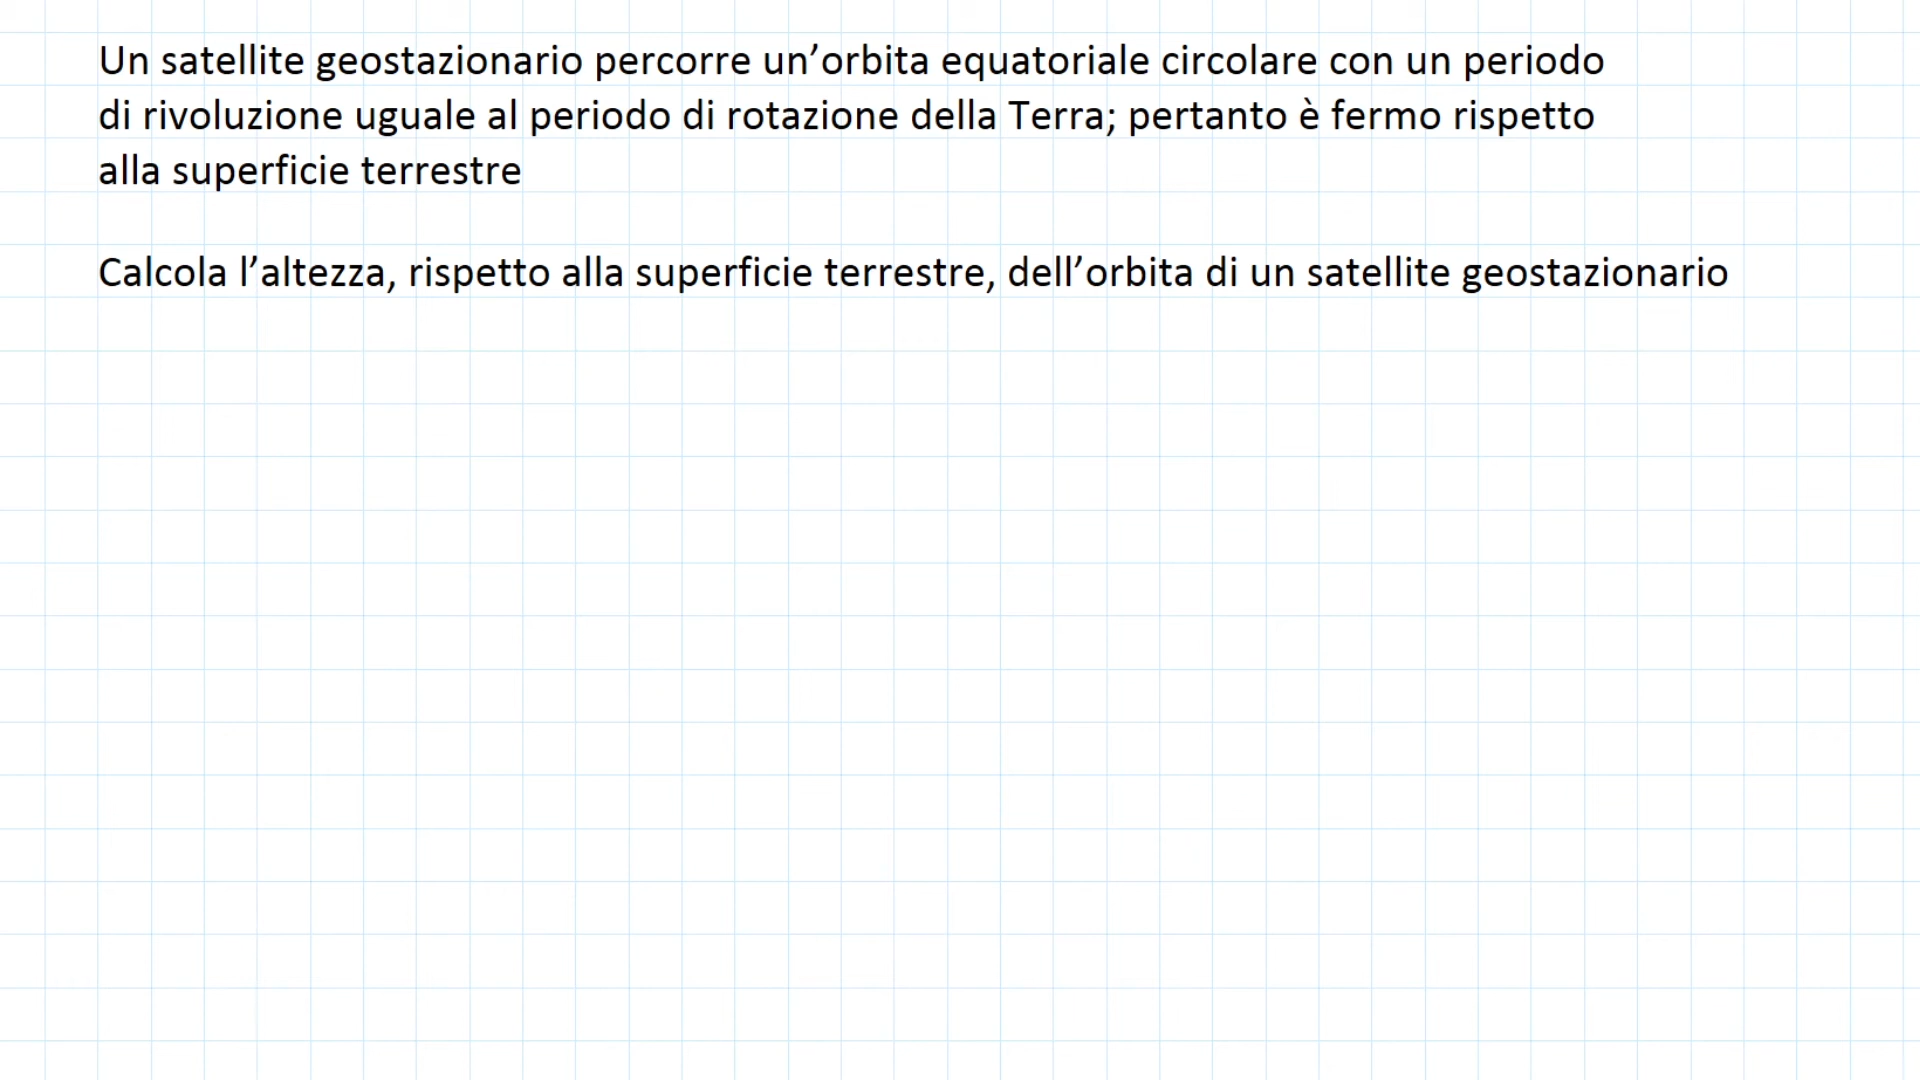 Un satellite geostazionario percorre un’orbita equatoriale circolare con un periodo
di rivoluzione uguale al periodo di rotazione della Terra; pertanto è fermo rispetto
alla superficie terrestre
Calcola l’altezza, rispetto alla superficie terrestre, dell’orbita di un satellite geostazionario